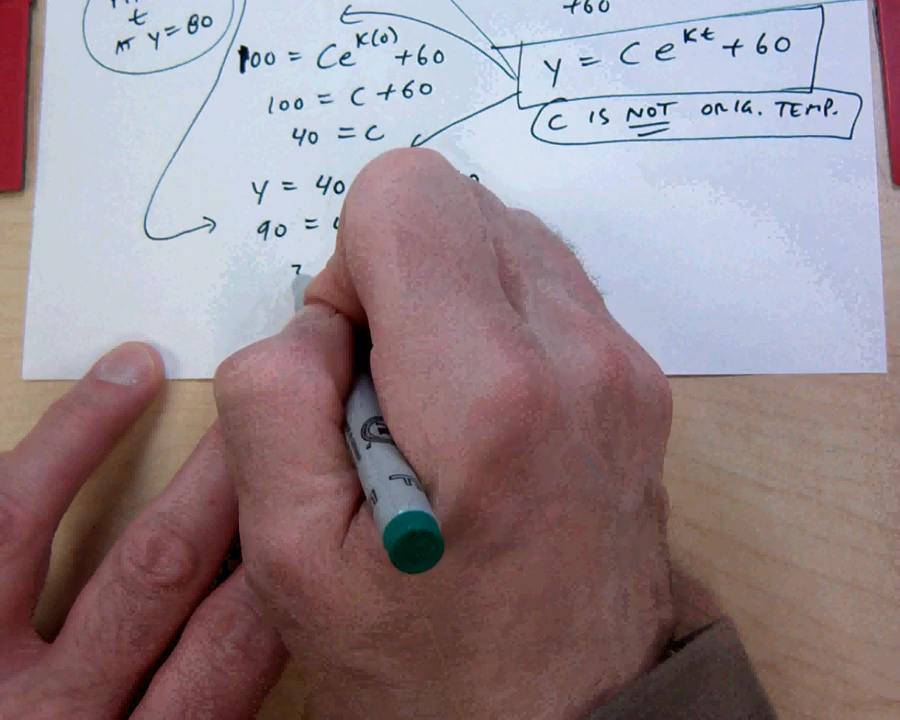 +60
t
AT y = 80
100 = Ce^K(0) +60
y = Ce^Kt + 60
100 = C +60
C IS NOT ORIG. TEMP.
40 = C
y = 40
90 =